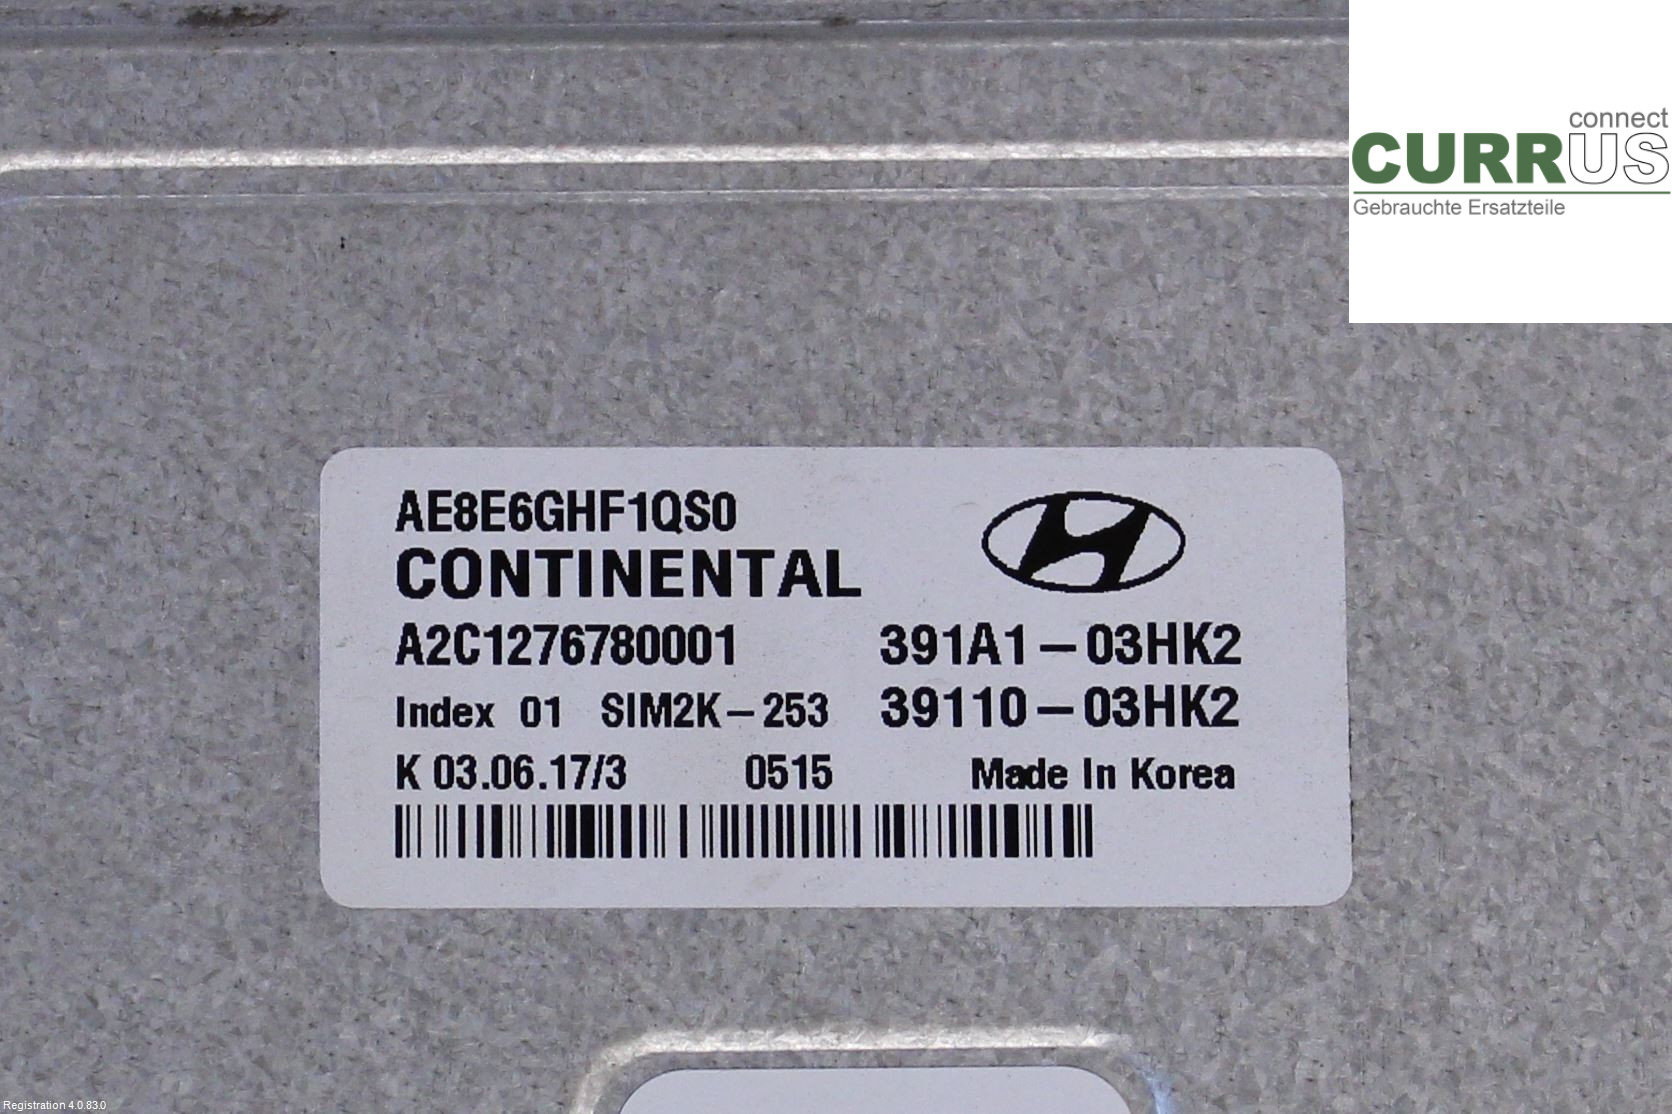 connect
CURRUS
Gebrauchte Ersatzteile
AE8E6GHF1QS0
CONTINENTAL
A2C1276780001 391A1-03HK2
Index 01 SIM2K-253 39110-03HK2
K 03.06.17/3 0515 Made In Korea
Registration 4.0.83.0